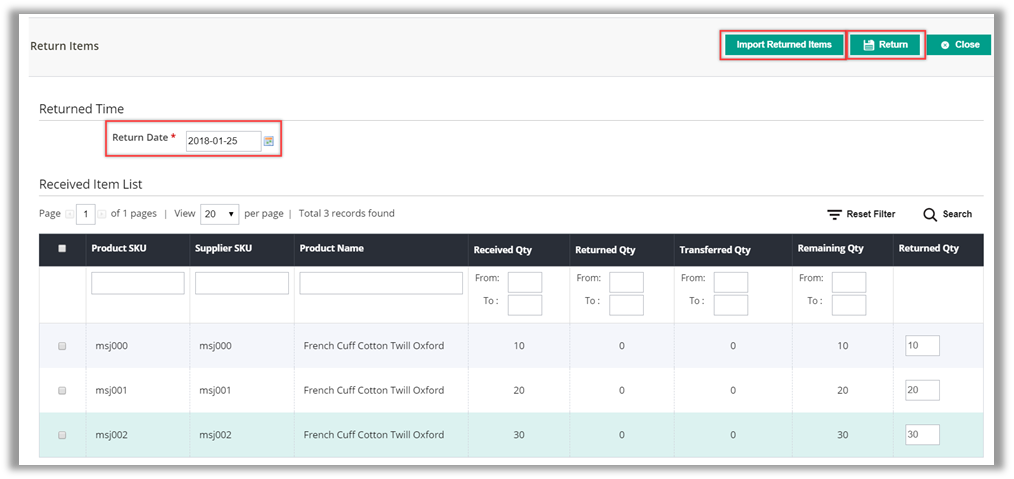 Return Items
Import Returned Items
Return
Close
Returned Time
Return Date * 2018-01-25
Received Item List
Page 1 of 1 pages | View 20 per page | Total 3 records found
Reset Filter
Search
Product SKU Supplier SKU Product Name Received Qty Returned Qty Transferred Qty Remaining Qty Returned Qty
From: From: From: From:
To : To : To : To :
msj000 msj000 French Cuff Cotton Twill Oxford 10 0 0 10 10
msj001 msj001 French Cuff Cotton Twill Oxford 20 0 0 20 20
msj002 msj002 French Cuff Cotton Twill Oxford 30 0 0 30 30